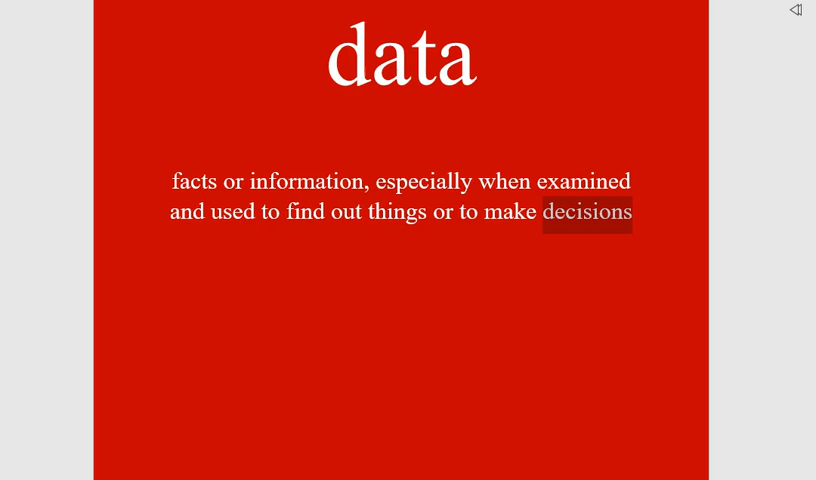 data
facts or information, especially when examined
and used to find out things or to make decisions